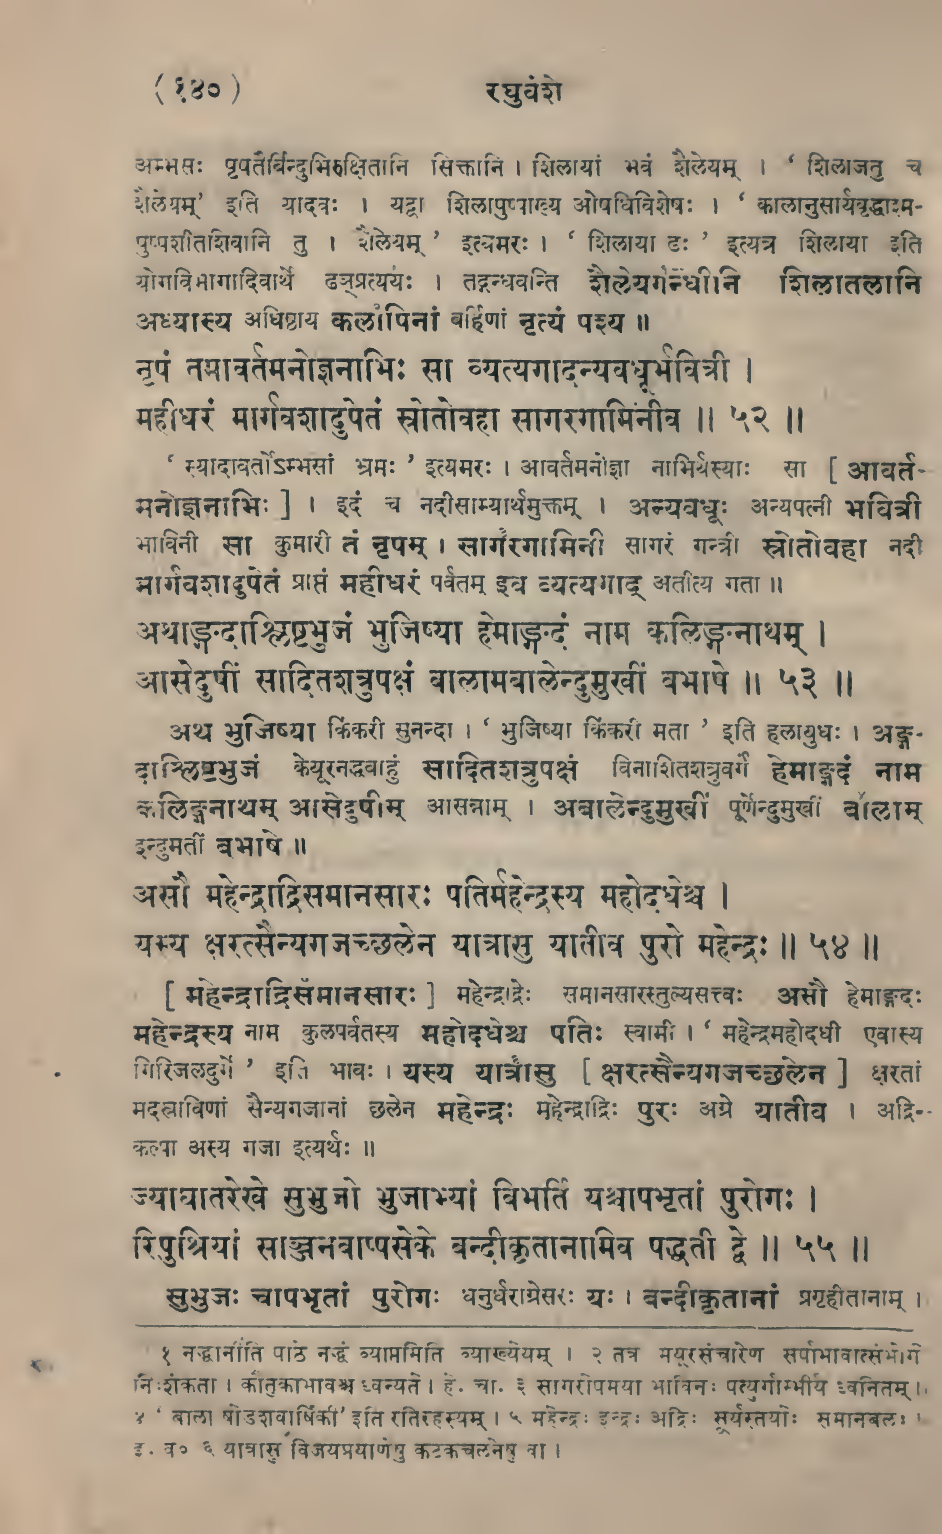 (१४०) रघुवंशे
अम्भसः पृषतैर्बिन्दुभिरुक्षितानि सिक्तानि । शिलायां भवं शैलेयम् । ‘ शिलाजतु च
शैलेयम्’ इति यादवः । यद्वा शिलापुष्पाख्य ओषधिविशेषः । ‘ कालानुसार्यवृद्धाश्म-
पुष्पशीतशिवानि तु । शैलेयम् ’ इत्यमरः । ‘ शिलाया ढः ’ इत्यत्र शिलाया इति
योगविभागादिवार्थे ढञ्प्रत्ययः । तद्गन्धवन्ति शैलेयगन्धीनि शिलातलानि
अध्यास्य अधिष्ठाय कलापिनां बर्हिणां नृत्यं पश्य ॥
नृपं तमावर्तमनोज्ञनाभिः सा व्यत्यगादन्यवधूर्भवित्री ।
महीधरं मार्गवशादुपेतं स्रोतोवहा सागरगामिनीव ॥ ५२ ॥
‘ स्यादावर्तोऽम्भसां भ्रमः ’ इत्यमरः । आवर्तमनोज्ञा नाभिर्यस्याः सा [ आवर्त-
मनोज्ञनाभिः ] । इदं च नदीसाम्यार्थमुक्तम् । अन्यवधूः अन्यपत्नी भवित्री
भाविनी सा कुमारी तं नृपम् । सागरगामिनी सागरं गन्त्री स्रोतोवहा नदी
मार्गवशादुपेतं प्राप्तं महीधरं पर्वतम् इव व्यत्यगाद् अतीत्य गता ॥
अथाङ्गदाश्लिष्टभुजं भुजिष्या हेमाङ्गदं नाम कलिङ्गनाथम् ।
आसेदुषीं सादितशत्रुपक्षं बालामबालेन्दुमुखीं बभाषे ॥ ५३ ॥
अथ भुजिष्या किंकरी सुनन्दा । ‘ भुजिष्या किंकरी मता ’ इति हलायुधः । अङ्ग-
दाश्लिष्टभुजं केयूरनद्धबाहुं सादितशत्रुपक्षं विनाशितशत्रुवर्गं हेमाङ्गदं नाम
कलिङ्गनाथम् आसेदुषीम् आसन्नाम् । अबालेन्दुमुखीं पूर्णेन्दुमुखीं बालाम्
इन्दुमतीं बभाषे ॥
असौ महेन्द्राद्रिसमानसारः पतिर्महेन्द्रस्य महोदधेश्च ।
यस्य क्षरत्सैन्यगजच्छलेन यात्रासु यातीव पुरो महेन्द्रः ॥ ५४ ॥
[ महेन्द्राद्रिसमानसारः ] महेन्द्राद्रेः समानसारस्तुल्यसत्त्वः असौ हेमाङ्गदः
महेन्द्रस्य नाम कुलपर्वतस्य महोदधेश्च पतिः स्वामी । ‘ महेन्द्रमहोदधी एवास्य
गिरिजलदुर्गे ’ इति भावः । यस्य यात्रासु [ क्षरत्सैन्यगजच्छलेन ] क्षरतां
मदस्राविणां सैन्यगजानां छलेन महेन्द्रः महेन्द्राद्रिः पुरः अग्रे यातीव । अद्रि-
कल्पा अस्य गजा इत्यर्थः ॥
ज्याघातरेखे सुभुजो भुजाभ्यां बिभर्ति यश्चापभृतां पुरोगः ।
रिपुश्रियां साञ्जनबाष्पसेके बन्दीकृतानामिव पद्धती द्वे ॥ ५५ ॥
सुभुजः चापभृतां पुरोगः धनुर्धराग्रेसरः यः । बन्दीकृतानां प्रगृहीतानाम् ।
१ नद्धानीति पाठे नद्धं व्याप्तमिति व्याख्येयम् । २ तत्र मयूरसंचारेण सर्पाभावात्संभोगे
निःशंकता । कौतुकाभावश्च ध्वन्यते । हे. चा. ३ सागरोपमया भाविनः पत्युर्गाम्भीर्यं ध्वनितम् ।
४ ‘ बाला षोडशवार्षिकी’ इति रतिरहस्यम् । ५ महेन्द्रः इन्द्रः अद्रिः सूर्यस्तयोः समानबलः ।
६ यात्रासु विजयप्रयाणेषु कटकचलनेषु वा ।